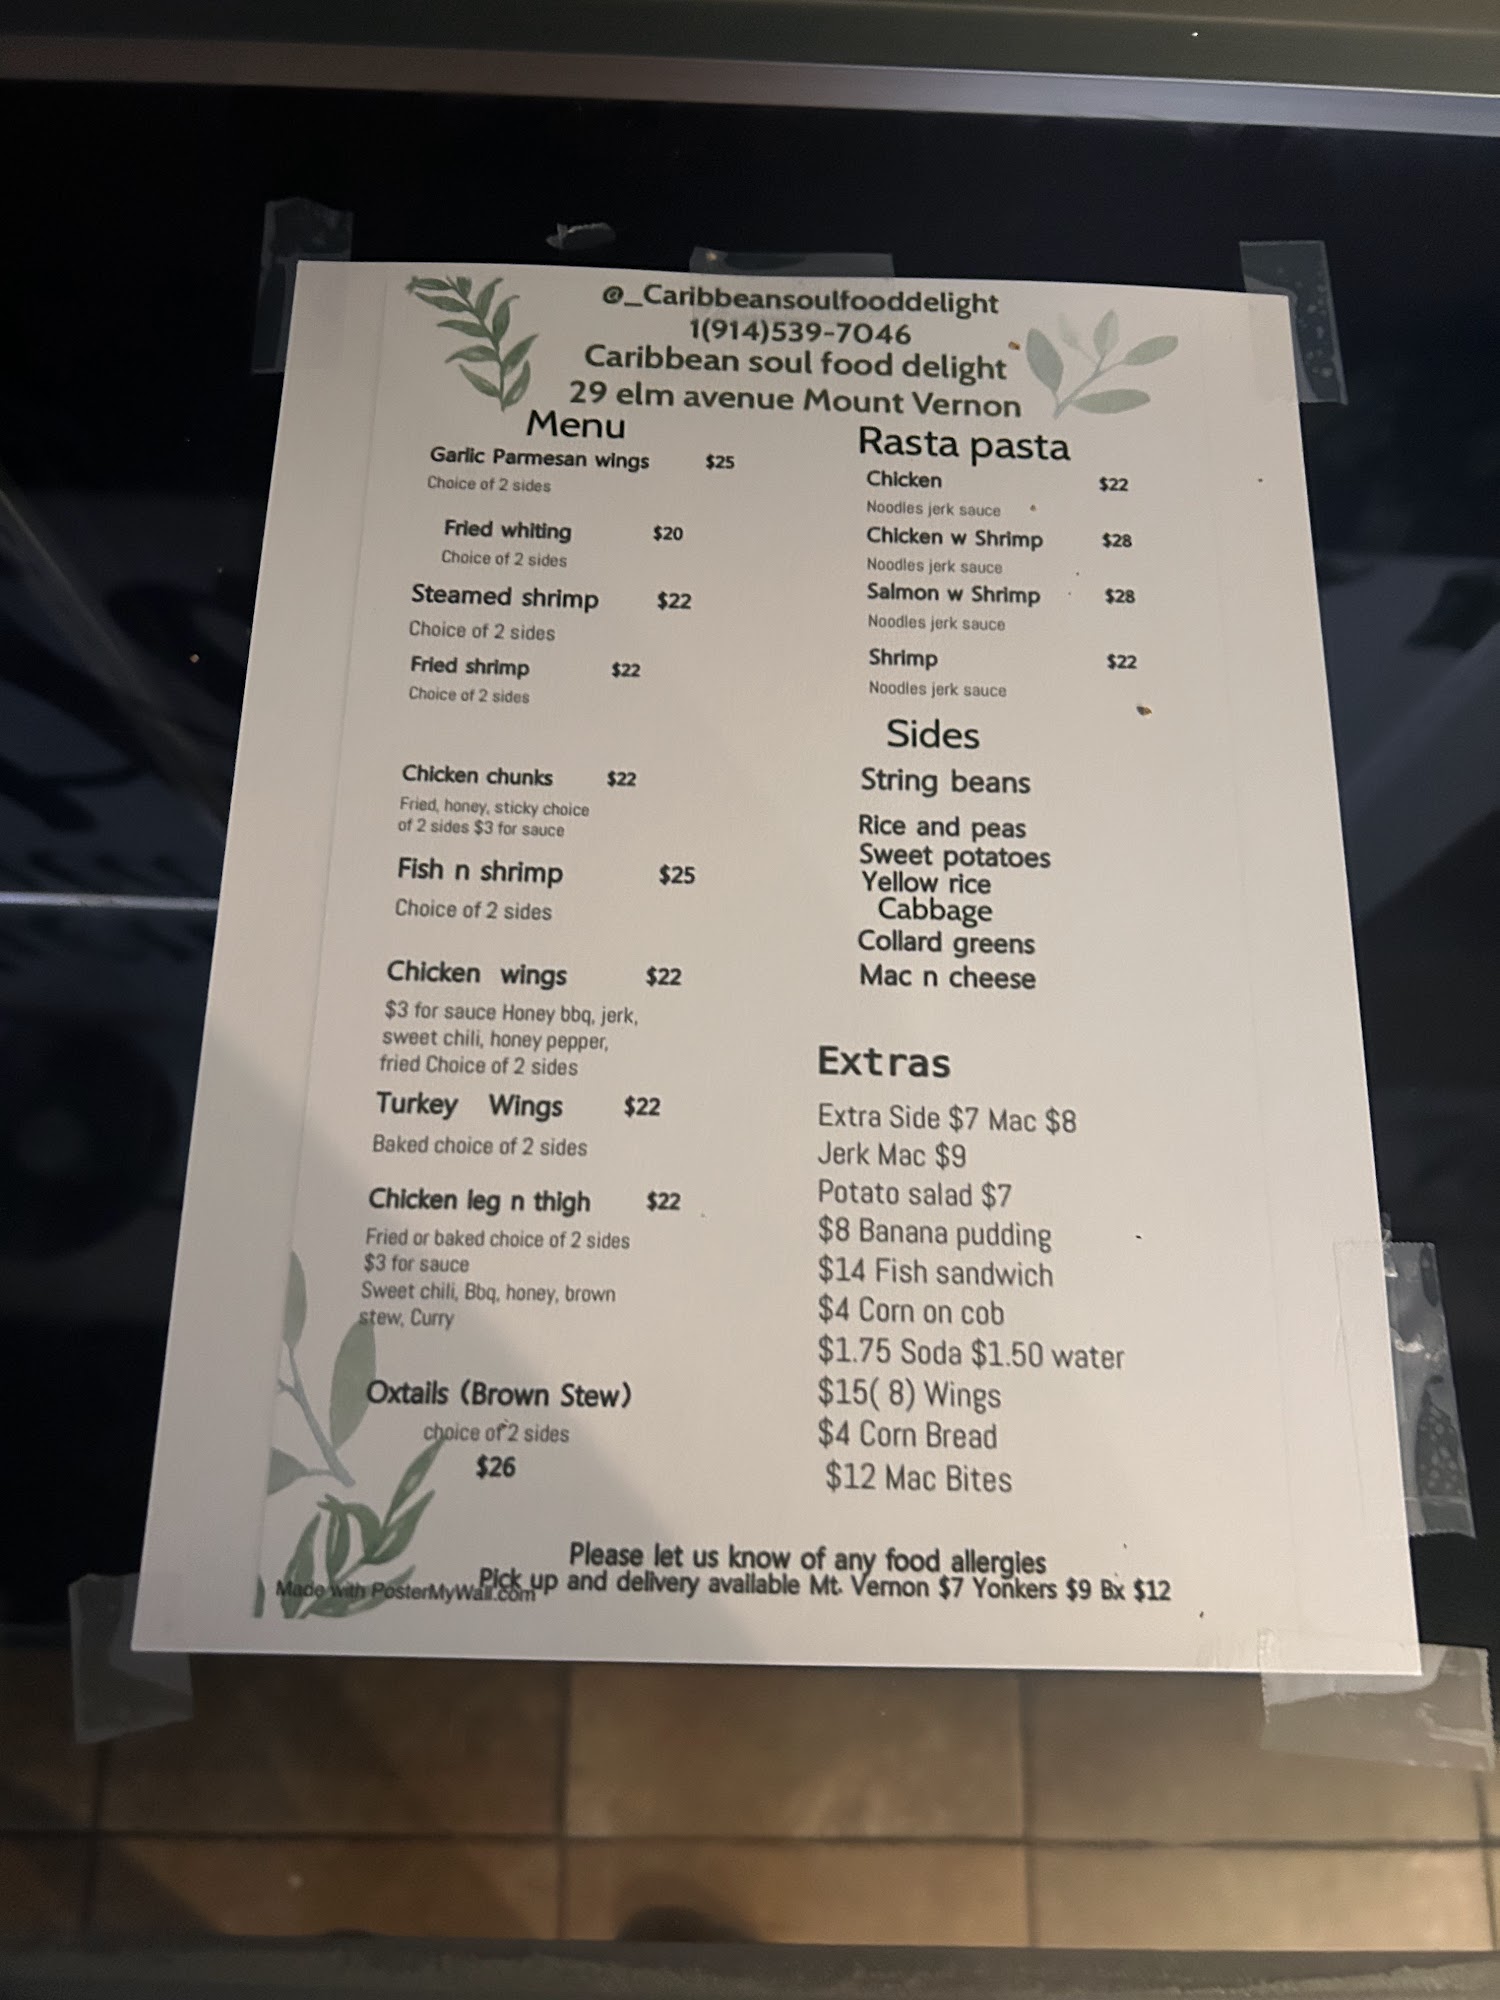 @_Caribbeansoulfooddelight
1(914)539-7046
Caribbean soul food delight
29 elm avenue Mount Vernon
Menu
Garlic Parmesan wings $25
Choice of 2 sides
Fried whiting $20
Choice of 2 sides
Steamed shrimp $22
Choice of 2 sides
Fried shrimp $22
Choice of 2 sides
Chicken chunks $22
Fried, honey, sticky choice
of 2 sides $3 for sauce
Fish n shrimp $25
Choice of 2 sides
Chicken wings $22
$3 for sauce Honey bbq, jerk,
sweet chili, honey pepper,
fried Choice of 2 sides
Turkey Wings $22
Baked choice of 2 sides
Chicken leg n thigh $22
Fried or baked choice of 2 sides
$3 for sauce
Sweet chili, Bbq, honey, brown
stew, Curry
Oxtails (Brown Stew)
choice of 2 sides
$26
Rasta pasta
Chicken $22
Noodles jerk sauce
Chicken w Shrimp $28
Noodles jerk sauce
Salmon w Shrimp $28
Noodles jerk sauce
Shrimp $22
Noodles jerk sauce
Sides
String beans
Rice and peas
Sweet potatoes
Yellow rice
Cabbage
Collard greens
Mac n cheese
Extras
Extra Side $7 Mac $8
Jerk Mac $9
Potato salad $7
$8 Banana pudding
$14 Fish sandwich
$4 Corn on cob
$1.75 Soda $1.50 water
$15( 8) Wings
$4 Corn Bread
$12 Mac Bites
Please let us know of any food allergies
Pick up and delivery available Mt. Vernon $7 Yonkers $9 Bx $12
Made with PosterMyWall.com